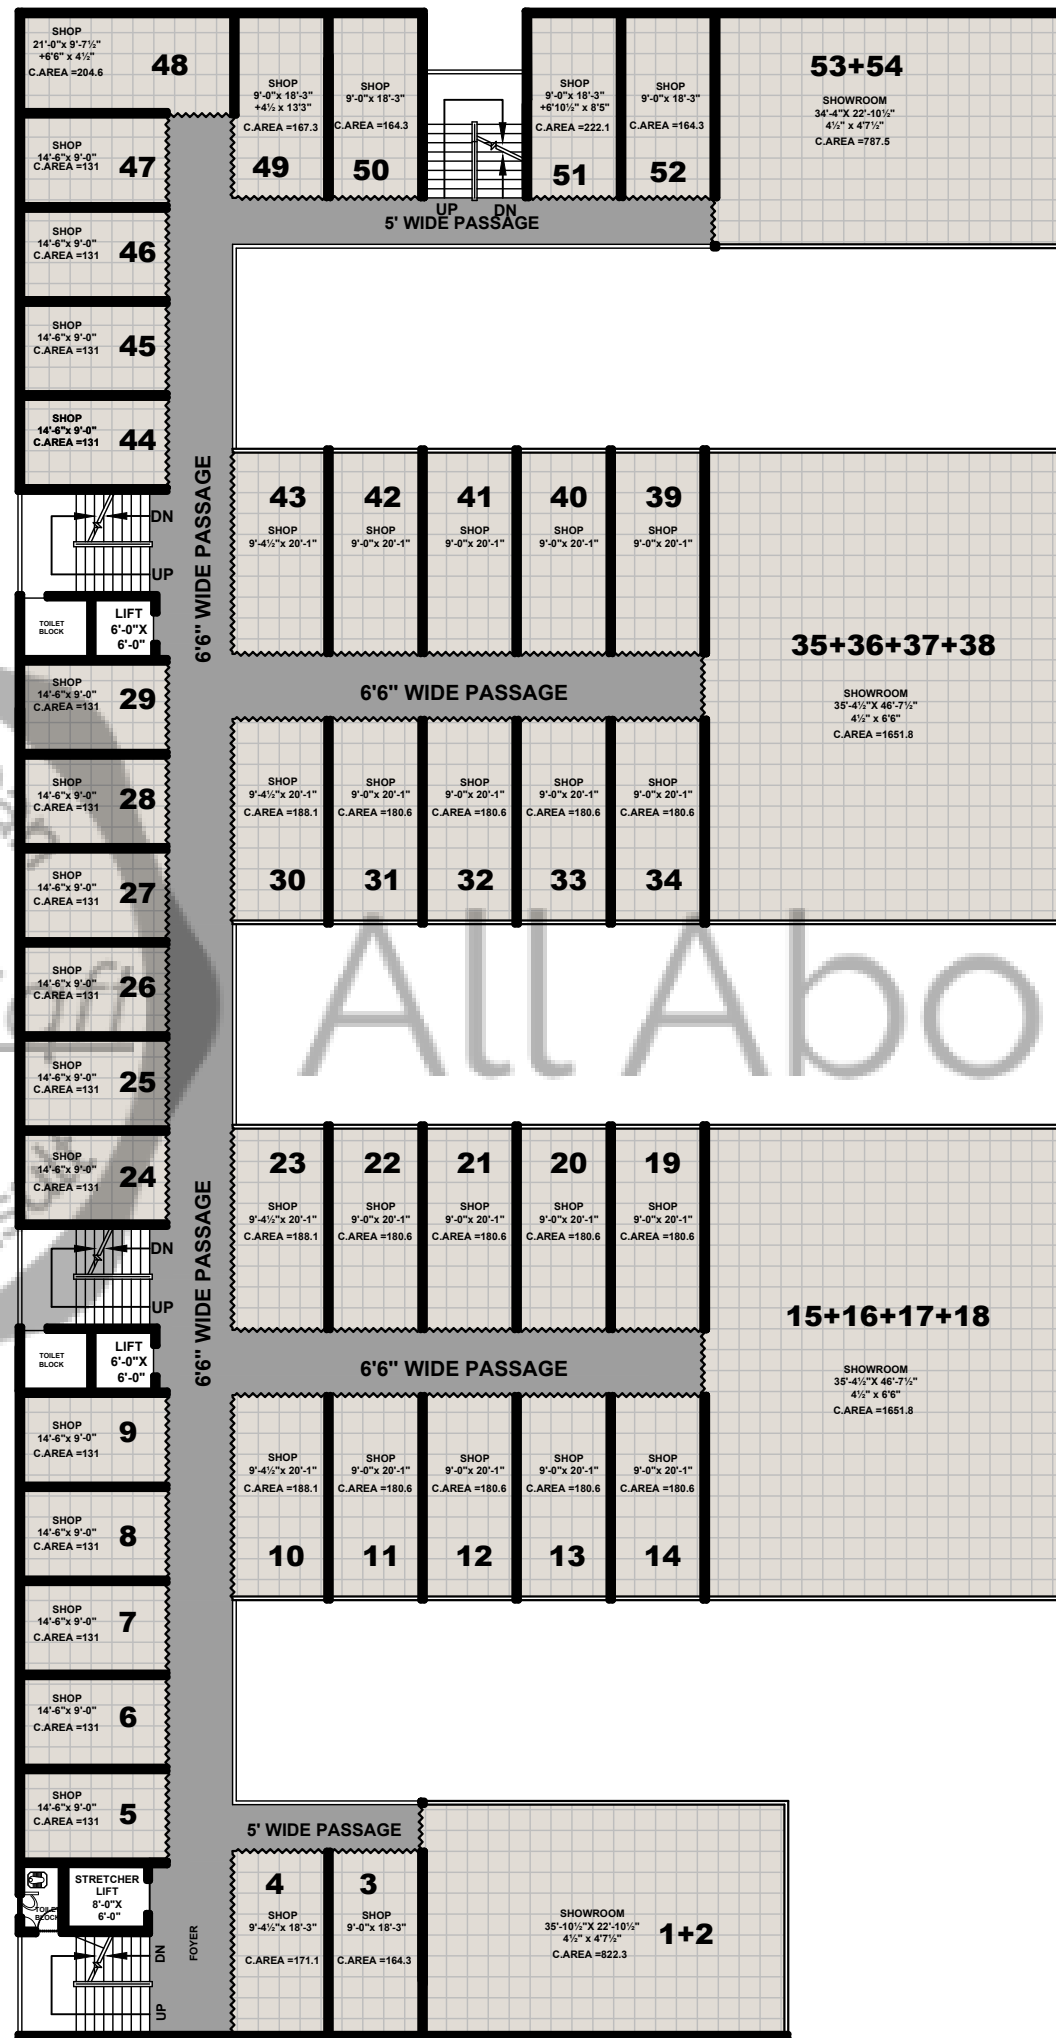 SHOP
21'-0"x 9'-7½"
+6'6" x 4½"
C.AREA =204.6
48
SHOP
9'-0"x 18'-3"
+4½ x 13'3"
C.AREA =167.3
49
SHOP
9'-0"x 18'-3"
C.AREA =164.3
50
SHOP
9'-0"x 18'-3"
+6'10½" x 8'5"
C.AREA =222.1
51
SHOP
9'-0"x 18'-3"
C.AREA =164.3
52
53+54
SHOWROOM
34'-4"X 22'-10½"
4½" x 4'7½"
C.AREA =787.5
UP DN
5' WIDE PASSAGE
SHOP
14'-6"x 9'-0"
C.AREA =131
47
SHOP
14'-6"x 9'-0"
C.AREA =131
46
SHOP
14'-6"x 9'-0"
C.AREA =131
45
SHOP
14'-6"x 9'-0"
C.AREA =131
44
DN
UP
6'6" WIDE PASSAGE
43
SHOP
9'-4½"x 20'-1"
42
SHOP
9'-0"x 20'-1"
41
SHOP
9'-0"x 20'-1"
40
SHOP
9'-0"x 20'-1"
39
SHOP
9'-0"x 20'-1"
35+36+37+38
SHOWROOM
35'-4½"X 46'-7½"
4½" x 6'6"
C.AREA =1651.8
TOILET
BLOCK
LIFT
6'-0"X
6'-0"
6'6" WIDE PASSAGE
SHOP
14'-6"x 9'-0"
C.AREA =131
29
SHOP
14'-6"x 9'-0"
C.AREA =131
28
SHOP
14'-6"x 9'-0"
C.AREA =131
27
SHOP
14'-6"x 9'-0"
C.AREA =131
26
SHOP
14'-6"x 9'-0"
C.AREA =131
25
SHOP
14'-6"x 9'-0"
C.AREA =131
24
SHOP
9'-4½"x 20'-1"
C.AREA =188.1
30
SHOP
9'-0"x 20'-1"
C.AREA =180.6
31
SHOP
9'-0"x 20'-1"
C.AREA =180.6
32
SHOP
9'-0"x 20'-1"
C.AREA =180.6
33
SHOP
9'-0"x 20'-1"
C.AREA =180.6
34
All Abo
23
SHOP
9'-4½"x 20'-1"
C.AREA =188.1
22
SHOP
9'-0"x 20'-1"
C.AREA =180.6
21
SHOP
9'-0"x 20'-1"
C.AREA =180.6
20
SHOP
9'-0"x 20'-1"
C.AREA =180.6
19
SHOP
9'-0"x 20'-1"
C.AREA =180.6
DN
UP
6'6" WIDE PASSAGE
15+16+17+18
SHOWROOM
35'-4½"X 46'-7½"
4½" x 6'6"
C.AREA =1651.8
TOILET
BLOCK
LIFT
6'-0"X
6'-0"
6'6" WIDE PASSAGE
SHOP
14'-6"x 9'-0"
C.AREA =131
9
SHOP
14'-6"x 9'-0"
C.AREA =131
8
SHOP
14'-6"x 9'-0"
C.AREA =131
7
SHOP
14'-6"x 9'-0"
C.AREA =131
6
SHOP
14'-6"x 9'-0"
C.AREA =131
5
SHOP
9'-4½"x 20'-1"
C.AREA =188.1
10
SHOP
9'-0"x 20'-1"
C.AREA =180.6
11
SHOP
9'-0"x 20'-1"
C.AREA =180.6
12
SHOP
9'-0"x 20'-1"
C.AREA =180.6
13
SHOP
9'-0"x 20'-1"
C.AREA =180.6
14
5' WIDE PASSAGE
TOILET
BLOCK
STRETCHER
LIFT
8'-0"X
6'-0"
DN
UP
FOYER
4
SHOP
9'-4½"x 18'-3"
C.AREA =171.1
3
SHOP
9'-0"x 18'-3"
C.AREA =164.3
SHOWROOM
35'-10½"X 22'-10½"
4½" x 4'7½"
C.AREA =822.3
1+2